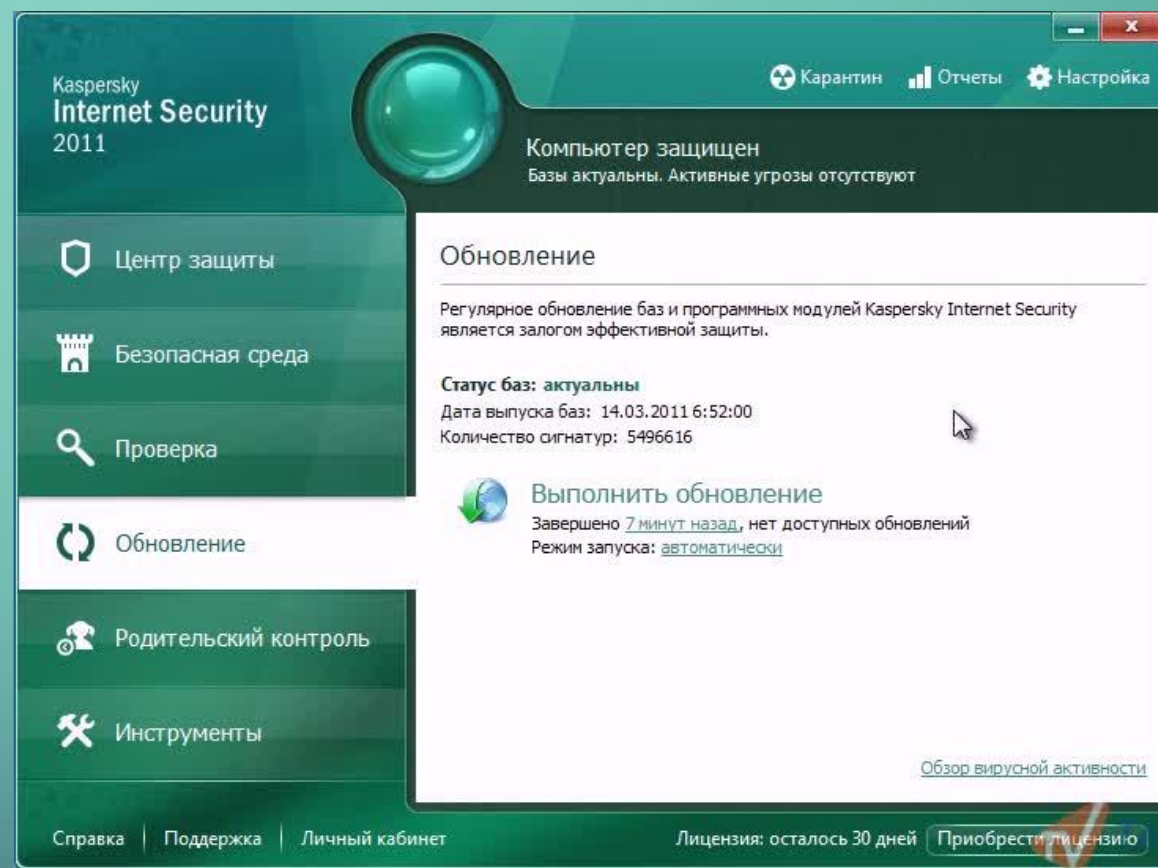 Kaspersky
Internet Security
2011
Карантин
Отчеты
Настройка
Компьютер защищен
Базы актуальны. Активные угрозы отсутствуют
Центр защиты
Безопасная среда
Проверка
Обновление
Родительский контроль
Инструменты
Обновление
Регулярное обновление баз и программных модулей Kaspersky Internet Security
является залогом эффективной защиты.
Статус баз: актуальны
Дата выпуска баз: 14.03.2011 6:52:00
Количество сигнатур: 5496616
Выполнить обновление
Завершено 7 минут назад, нет доступных обновлений
Режим запуска: автоматически
Обзор вирусной активности
Справка
Поддержка
Личный кабинет
Лицензия: осталось 30 дней
Приобрести лицензию